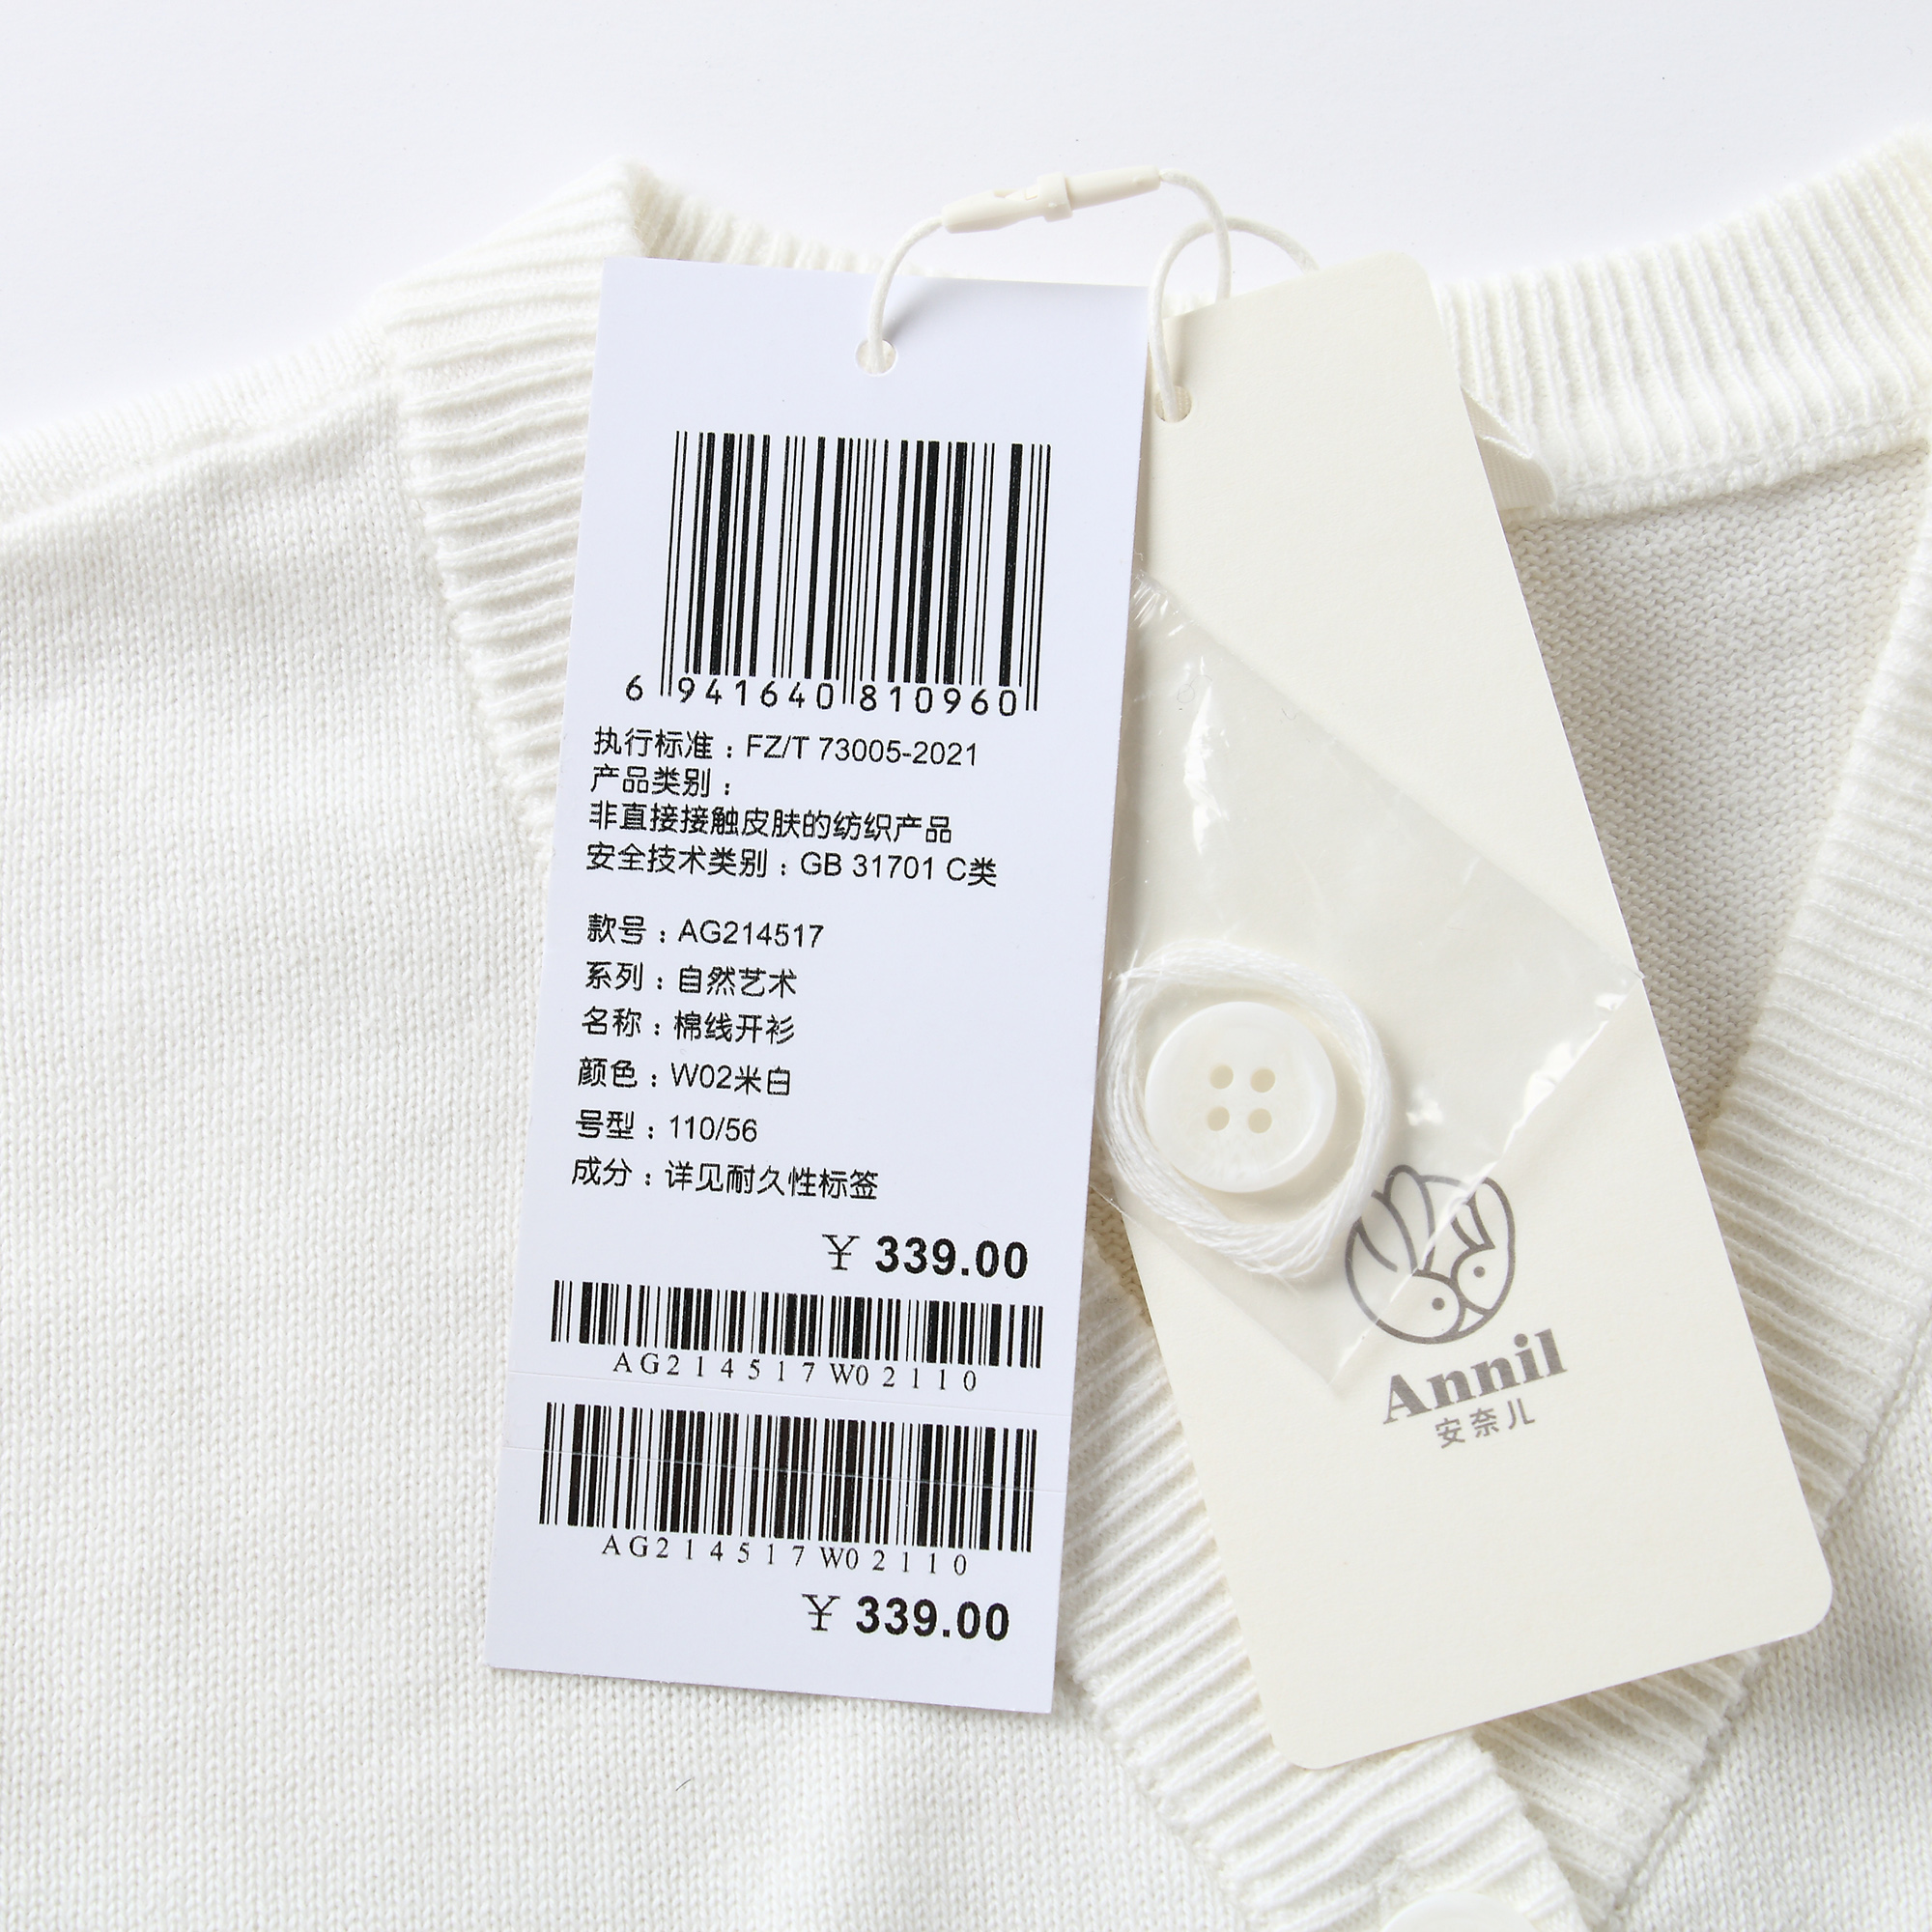 6 941640 810960
执行标准：FZ/T 73005-2021
产品类别：
非直接接触皮肤的纺织产品
安全技术类别：GB 31701 C类
款号：AG214517
系列：自然艺术
名称：棉线开衫
颜色：W02米白
号型：110/56
成分：详见耐久性标签
￥ 339.00
AG214517W02110
AG214517W02110
￥ 339.00
Annil
安奈儿